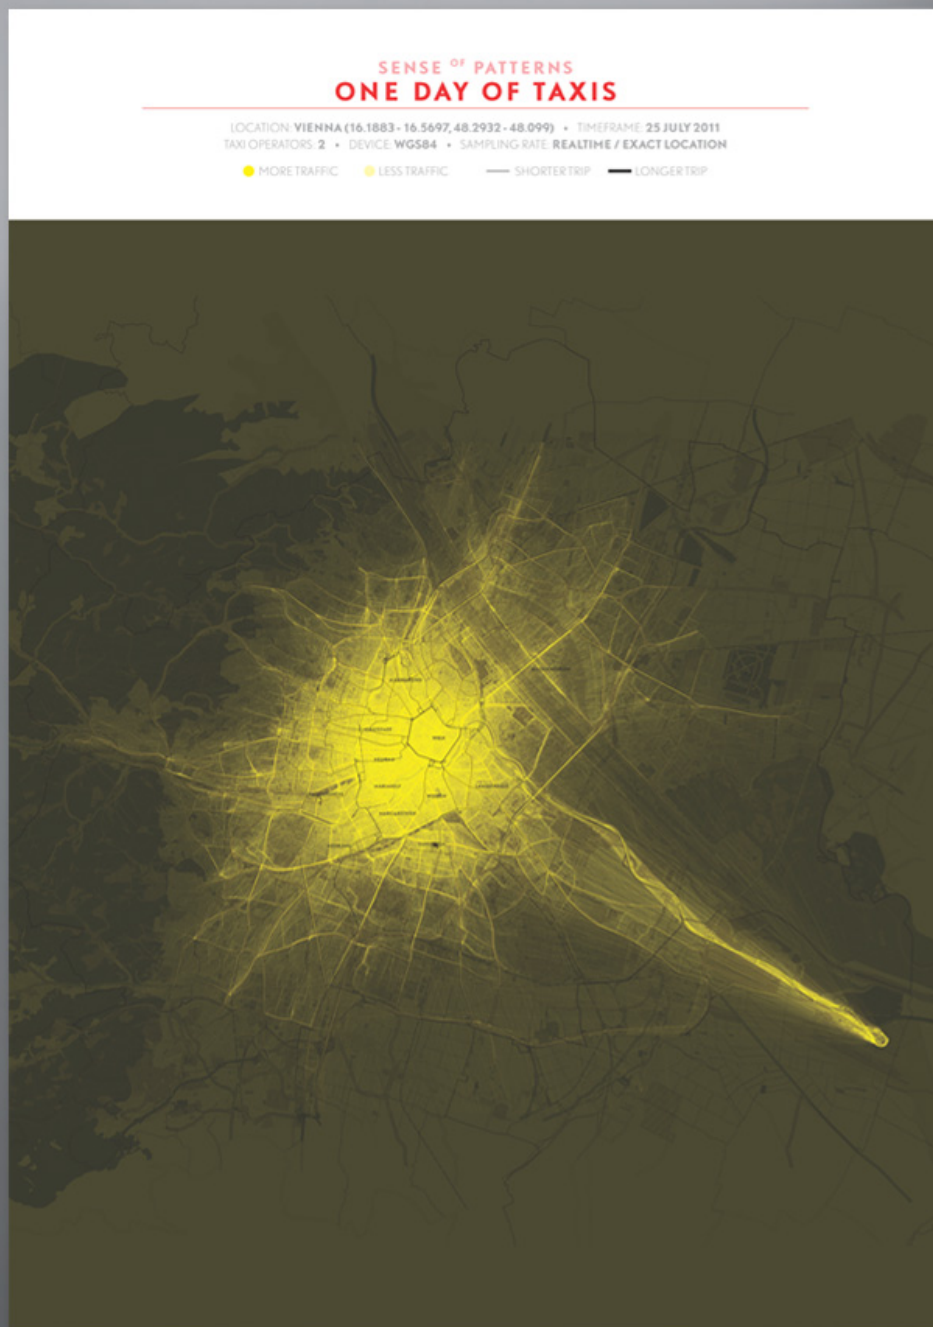 SENSE OF PATTERNS
ONE DAY OF TAXIS
LOCATION: VIENNA (16.1883 - 16.5697, 48.2932 - 48.099) • TIMEFRAME: 25 JULY 2011
TAXI OPERATORS: 2 • DEVICE: WGS84 • SAMPLING RATE: REALTIME / EXACT LOCATION
MORE TRAFFIC LESS TRAFFIC SHORTER TRIP LONGER TRIP